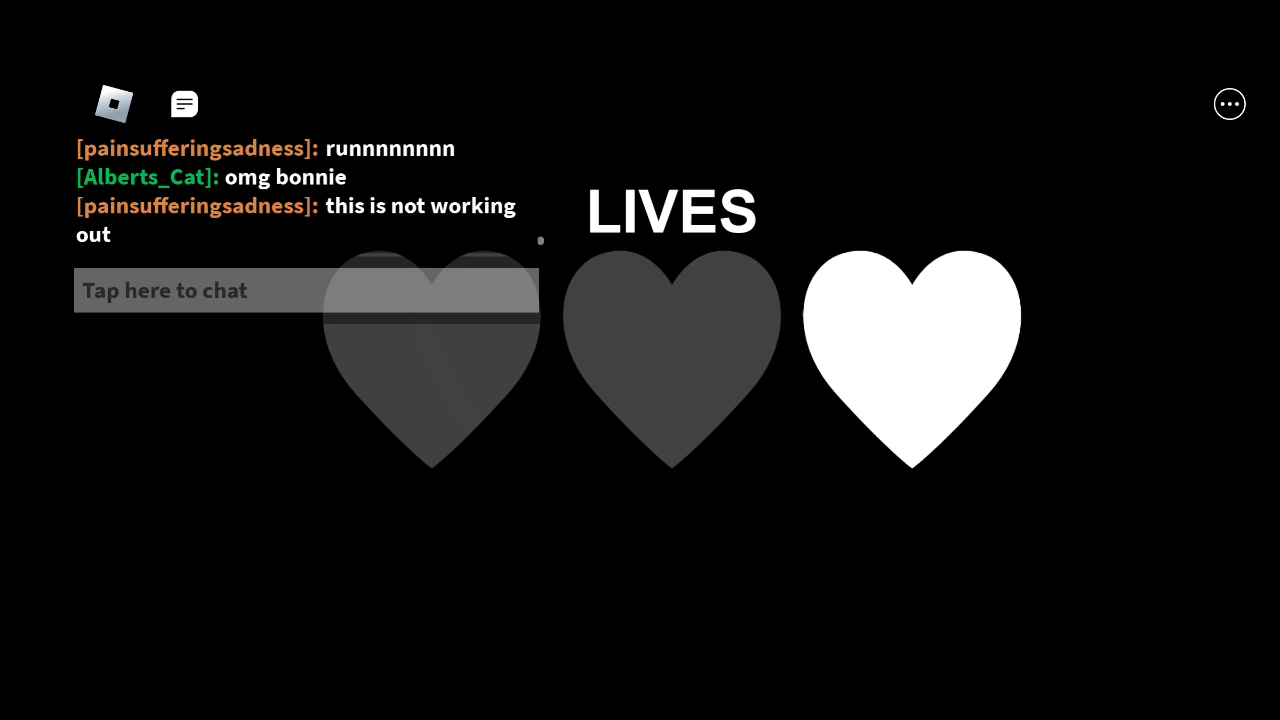 [painsufferingsadness]: runnnnnnnn
[Alberts_Cat]: omg bonnie
[painsufferingsadness]: this is not working
out
LIVES
Tap here to chat